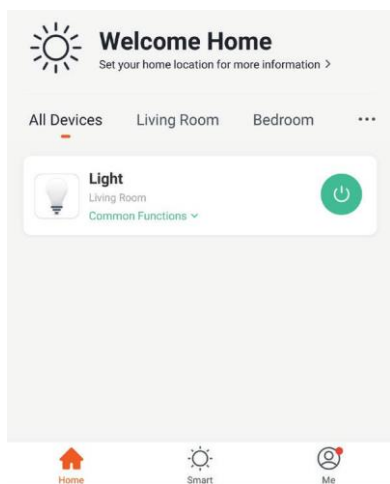 Welcome Home
Set your home location for more information >
All Devices Living Room Bedroom ...
Light
Living Room
Common Functions
Home Smart Me